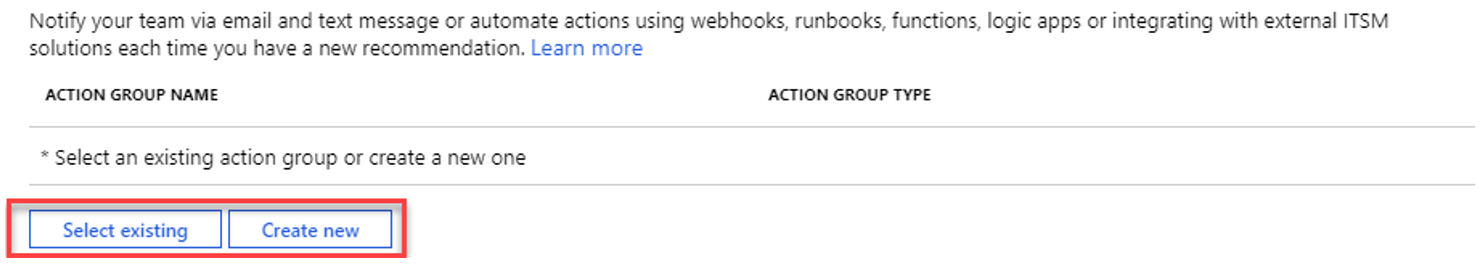 Notify your team via email and text message or automate actions using webhooks, runbooks, functions, logic apps or integrating with external ITSM
solutions each time you have a new recommendation. Learn more
ACTION GROUP NAME ACTION GROUP TYPE
* Select an existing action group or create a new one
Select existing Create new